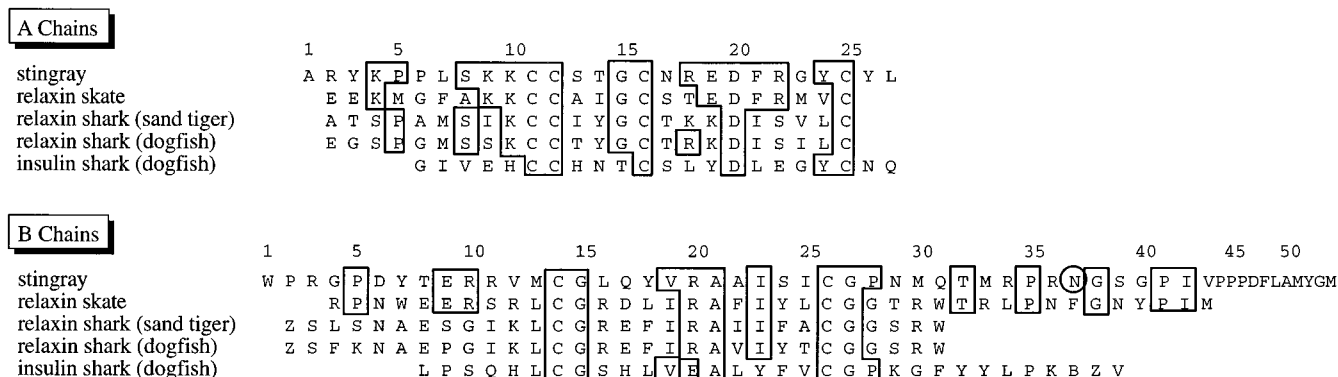 A Chains
1 5 10 15 20 25
stingray A R Y K P P L S K K C C S T G C N R E D F R G Y C Y L
relaxin skate E E K M G F A K K C C A I G C S T E D F R M V C
relaxin shark (sand tiger) A T S P A M S I K C C I Y G C T K K D I S V L C
relaxin shark (dogfish) E G S P G M S S K C C T Y G C T R K D I S I L C
insulin shark (dogfish) G I V E H C C H N T C S L Y D L E G Y C N Q
B Chains
1 5 10 15 20 25 30 35 40 45 50
stingray W P R G P D Y T E R R V M C G L Q Y V R A A I S I C G P N M Q T M R P R N G S G P I VPPPDFLAMYGM
relaxin skate R P N W E E R S R L C G R D L I R A F I Y L C G G T R W T R L P N F G N Y P I M
relaxin shark (sand tiger) Z S L S N A E S G I K L C G R E F I R A I I F A C G G S R W
relaxin shark (dogfish) Z S F K N A E P G I K L C G R E F I R A V I Y T C G G S R W
insulin shark (dogfish) L P S Q H L C G S H L V E A L Y F V C G P K G F Y Y L P K B Z V